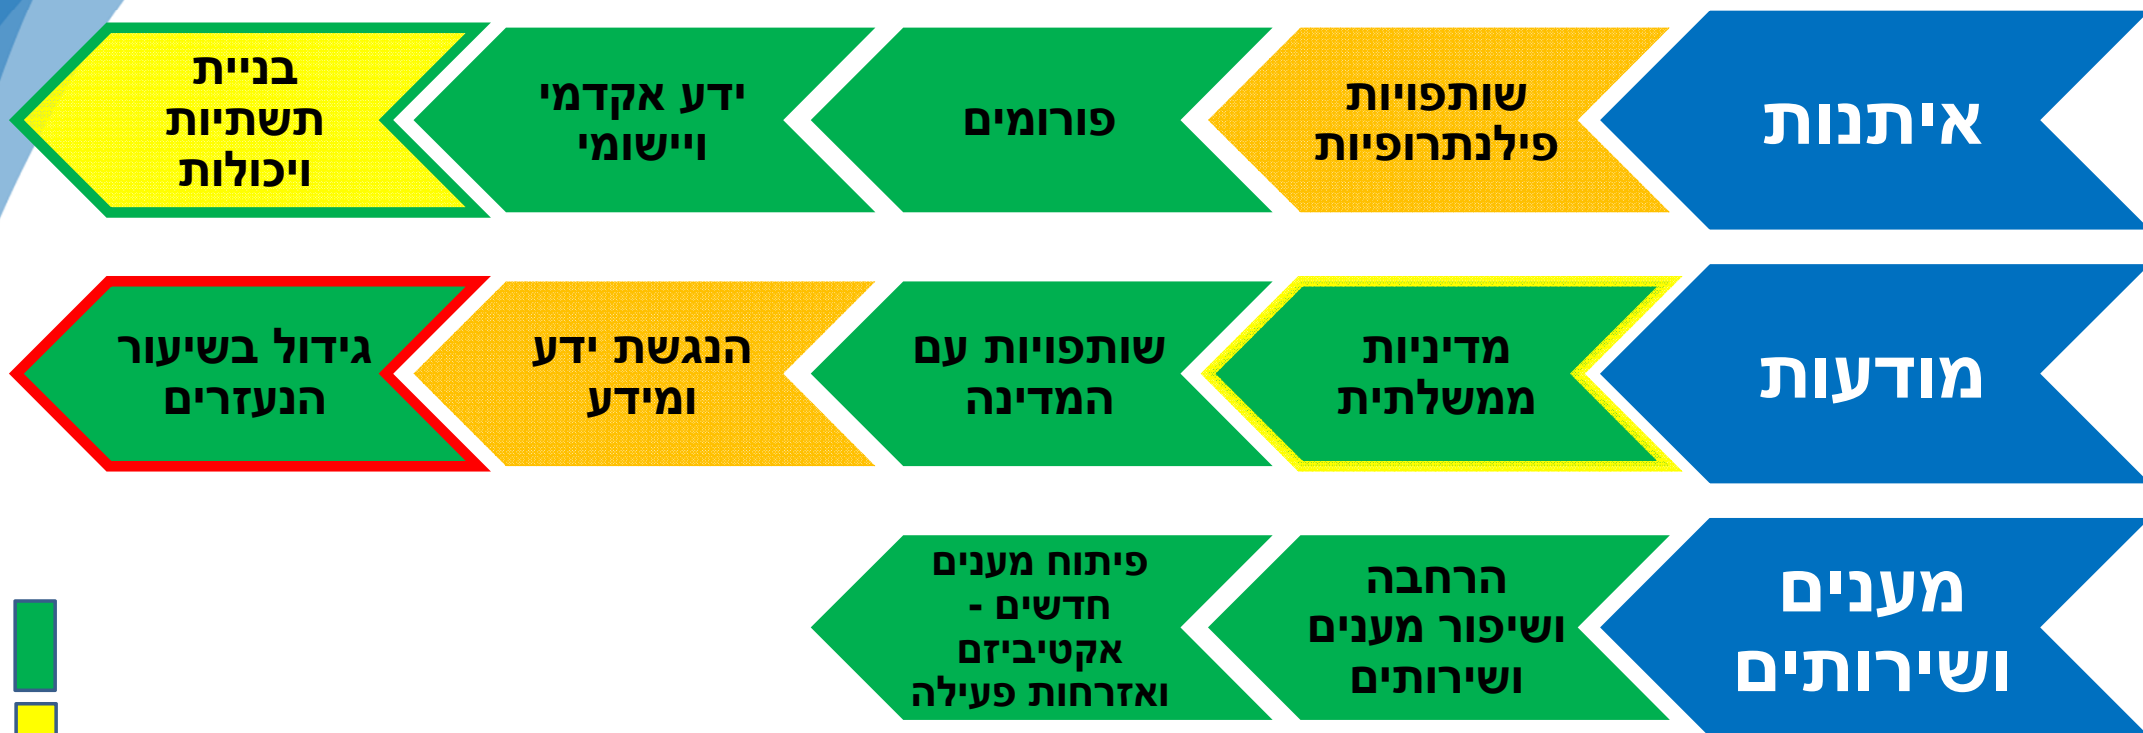 איתנות
שותפויות
פילנתרופיות
פורומים
ידע אקדמי
ויישומי
בניית
תשתיות
ויכולות
מודעות
מדיניות
ממשלתית
שותפויות עם
המדינה
הנגשת ידע
ומידע
גידול בשיעור
הנעזרים
מענים
ושירותים
הרחבה
ושיפור מענים
ושירותים
פיתוח מענים
חדשים -
אקטיביזם
ואזרחות פעילה